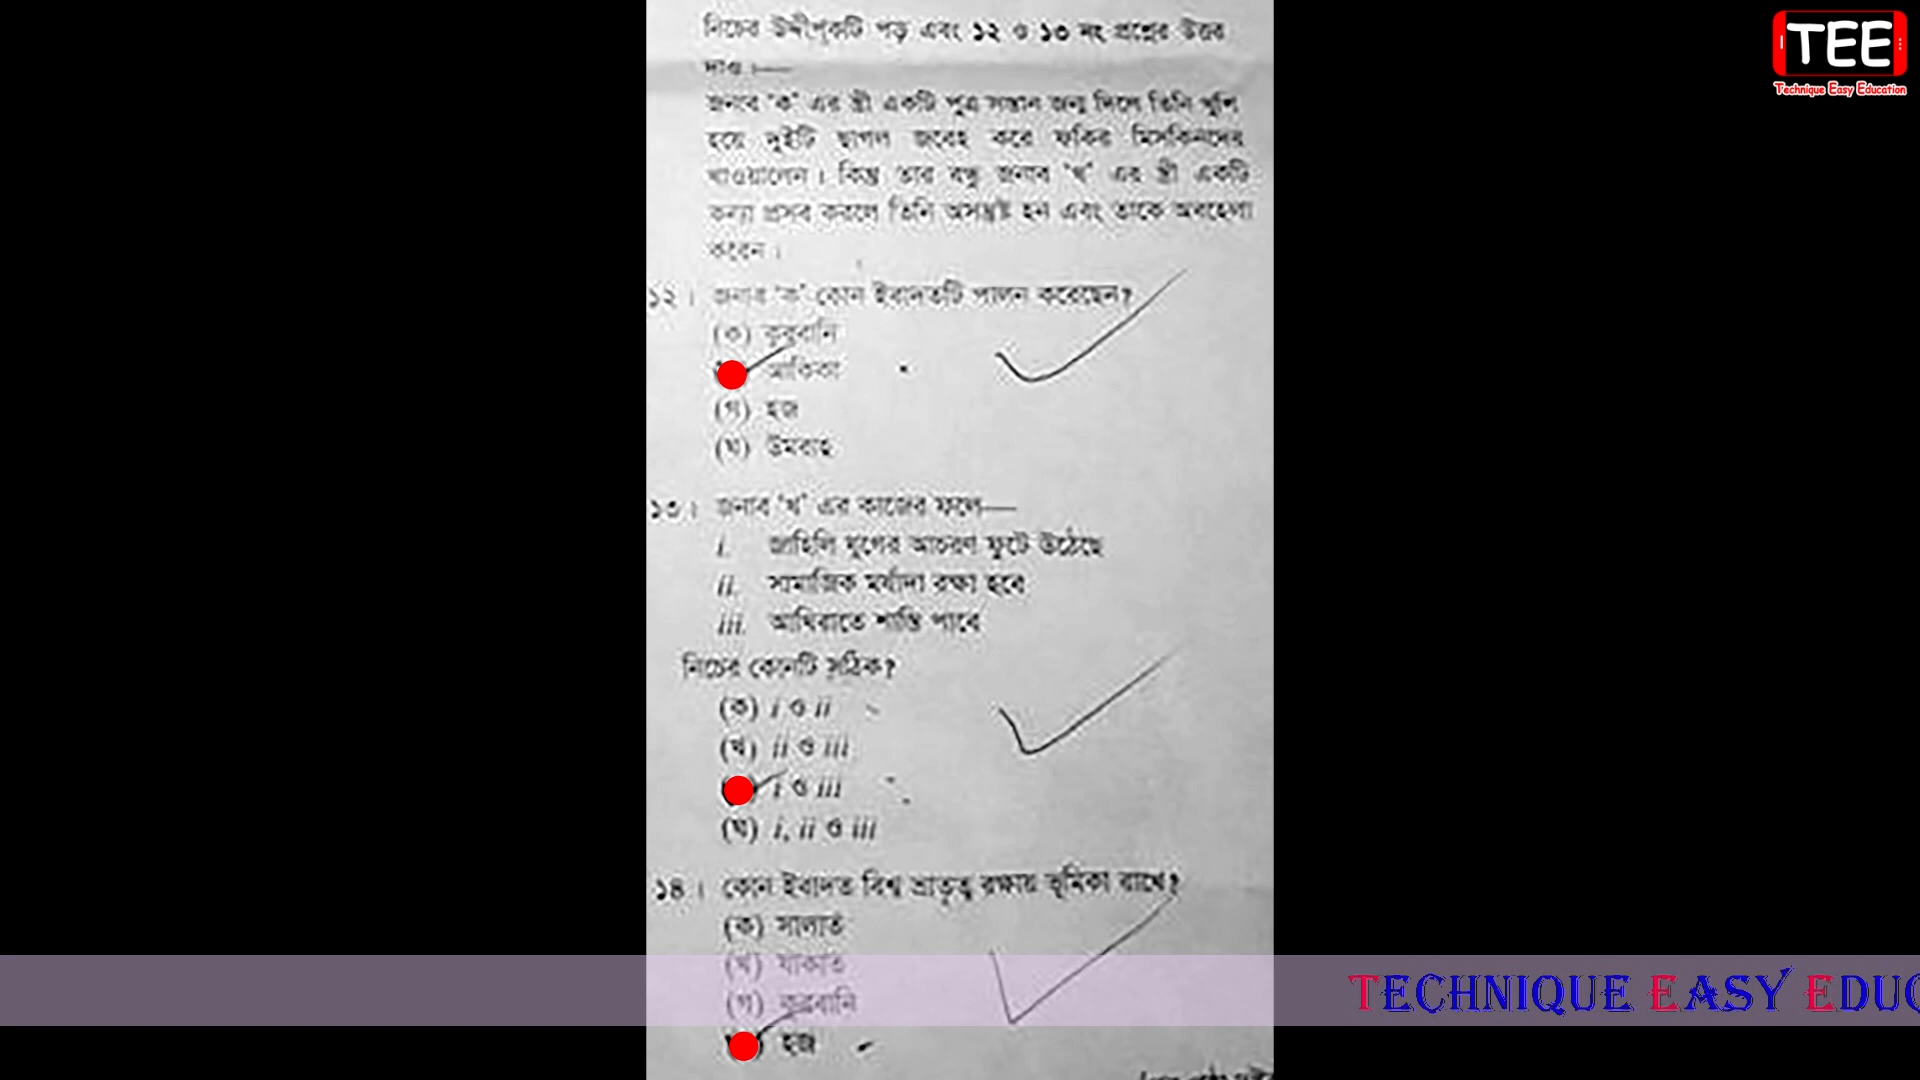 নিচের উদ্দীপকটি পড় এবং ১২ ও ১৩ নং প্রশ্নের উত্তর
দাও :—
জনাব 'ক' এর স্ত্রী একটি পুত্র সন্তান জন্ম দিলে তিনি খুশি
হয়ে দুইটি ছাগল জবেহ করে ফকির মিসকিনদের
খাওয়ালেন। কিন্তু তার বন্ধু জনাব 'খ' এর স্ত্রী একটি
কন্যা প্রসব করলে তিনি অসন্তুষ্ট হন এবং তাকে অবহেলা
করেন।
১২। জনাব 'ক' কোন ইবাদতটি পালন করেছেন?
(ক) কুরবানি
আকিকা
(গ) হজ
(ঘ) উমরাহ
১৩। জনাব 'খ' এর কাজের ফলে—
i. জাহিলি যুগের আচরণ ফুটে উঠেছে
ii. সামাজিক মর্যাদা রক্ষা হবে
iii. আখিরাতে শাস্তি পাবে
নিচের কোনটি সঠিক?
(ক) i ও ii
(খ) ii ও iii
i ও iii
(ঘ) i, ii ও iii
১৪। কোন ইবাদত বিশ্ব ভ্রাতৃত্ব রক্ষায় ভূমিকা রাখে?
(ক) সালাত
(খ) যাকাত
(গ) কুরবানি
হজ
TEE
Technique Easy Education
TECHNIQUE EASY EDUC